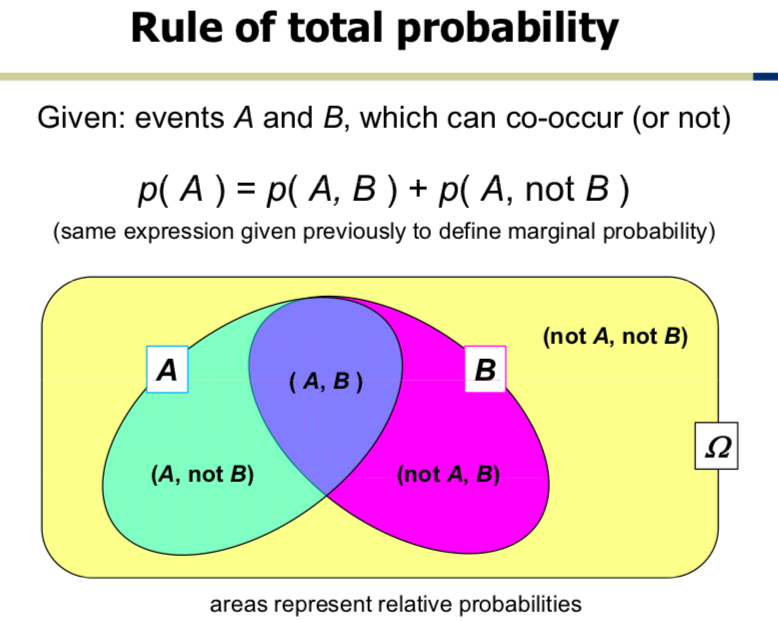 Rule of total probability
Given: events A and B, which can co-occur (or not)
p( A ) = p( A, B ) + p( A, not B )
(same expression given previously to define marginal probability)
(not A, not B)
A
( A, B )
B
Ω
(A, not B)
(not A, B)
areas represent relative probabilities